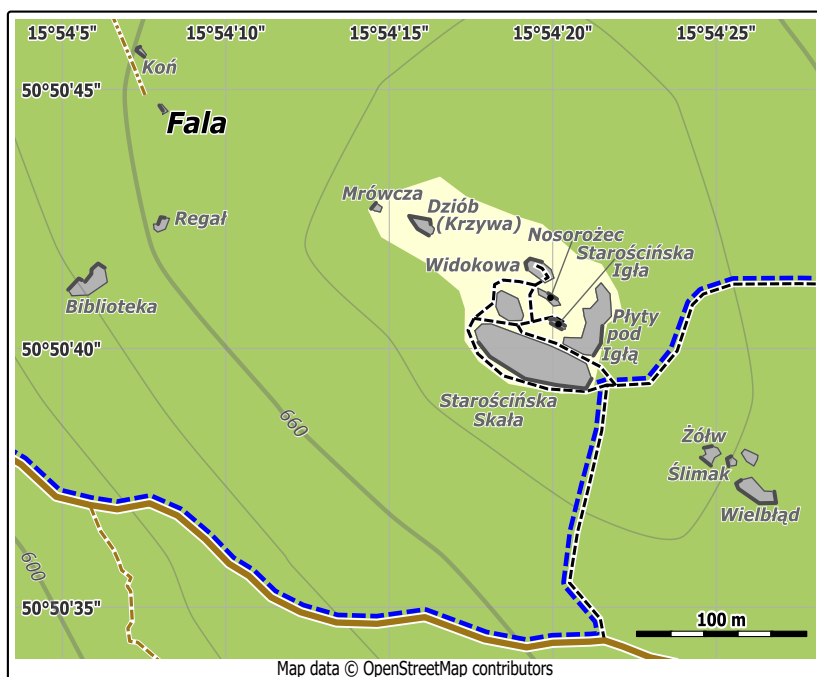 15°54'5" 15°54'10" 15°54'15" 15°54'20" 15°54'25"
Koń
50°50'45"
Fala
Mrówcza
Dziób
(Krzywa)
Regał
Nosorożec
Starościńska
Igła
Widokowa
Biblioteka
Płyty
pod
Igłą
50°50'40"
Starościńska
Skała
660
Żółw
Ślimak
Wielbłąd
600
50°50'35"
100 m
Map data © OpenStreetMap contributors